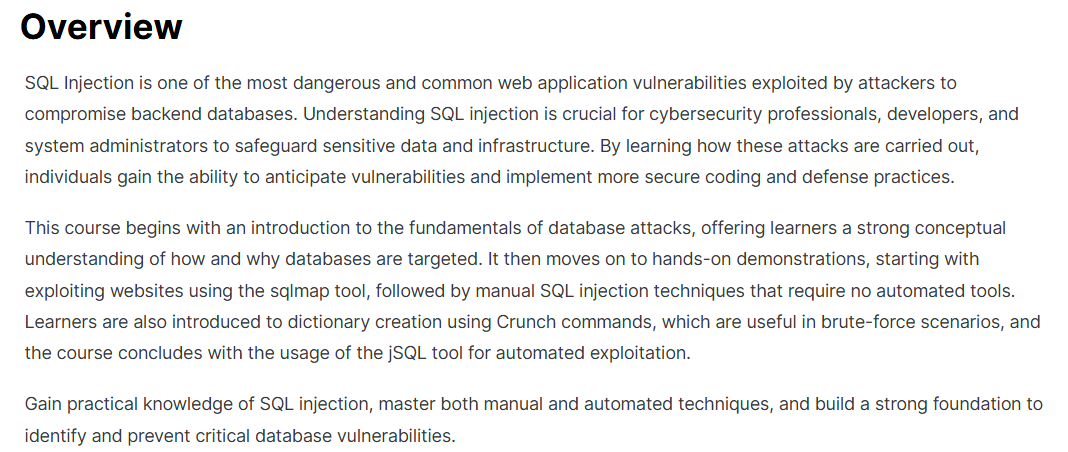 Overview
SQL Injection is one of the most dangerous and common web application vulnerabilities exploited by attackers to
compromise backend databases. Understanding SQL injection is crucial for cybersecurity professionals, developers, and
system administrators to safeguard sensitive data and infrastructure. By learning how these attacks are carried out,
individuals gain the ability to anticipate vulnerabilities and implement more secure coding and defense practices.
This course begins with an introduction to the fundamentals of database attacks, offering learners a strong conceptual
understanding of how and why databases are targeted. It then moves on to hands-on demonstrations, starting with
exploiting websites using the sqlmap tool, followed by manual SQL injection techniques that require no automated tools.
Learners are also introduced to dictionary creation using Crunch commands, which are useful in brute-force scenarios, and
the course concludes with the usage of the jSQL tool for automated exploitation.
Gain practical knowledge of SQL injection, master both manual and automated techniques, and build a strong foundation to
identify and prevent critical database vulnerabilities.